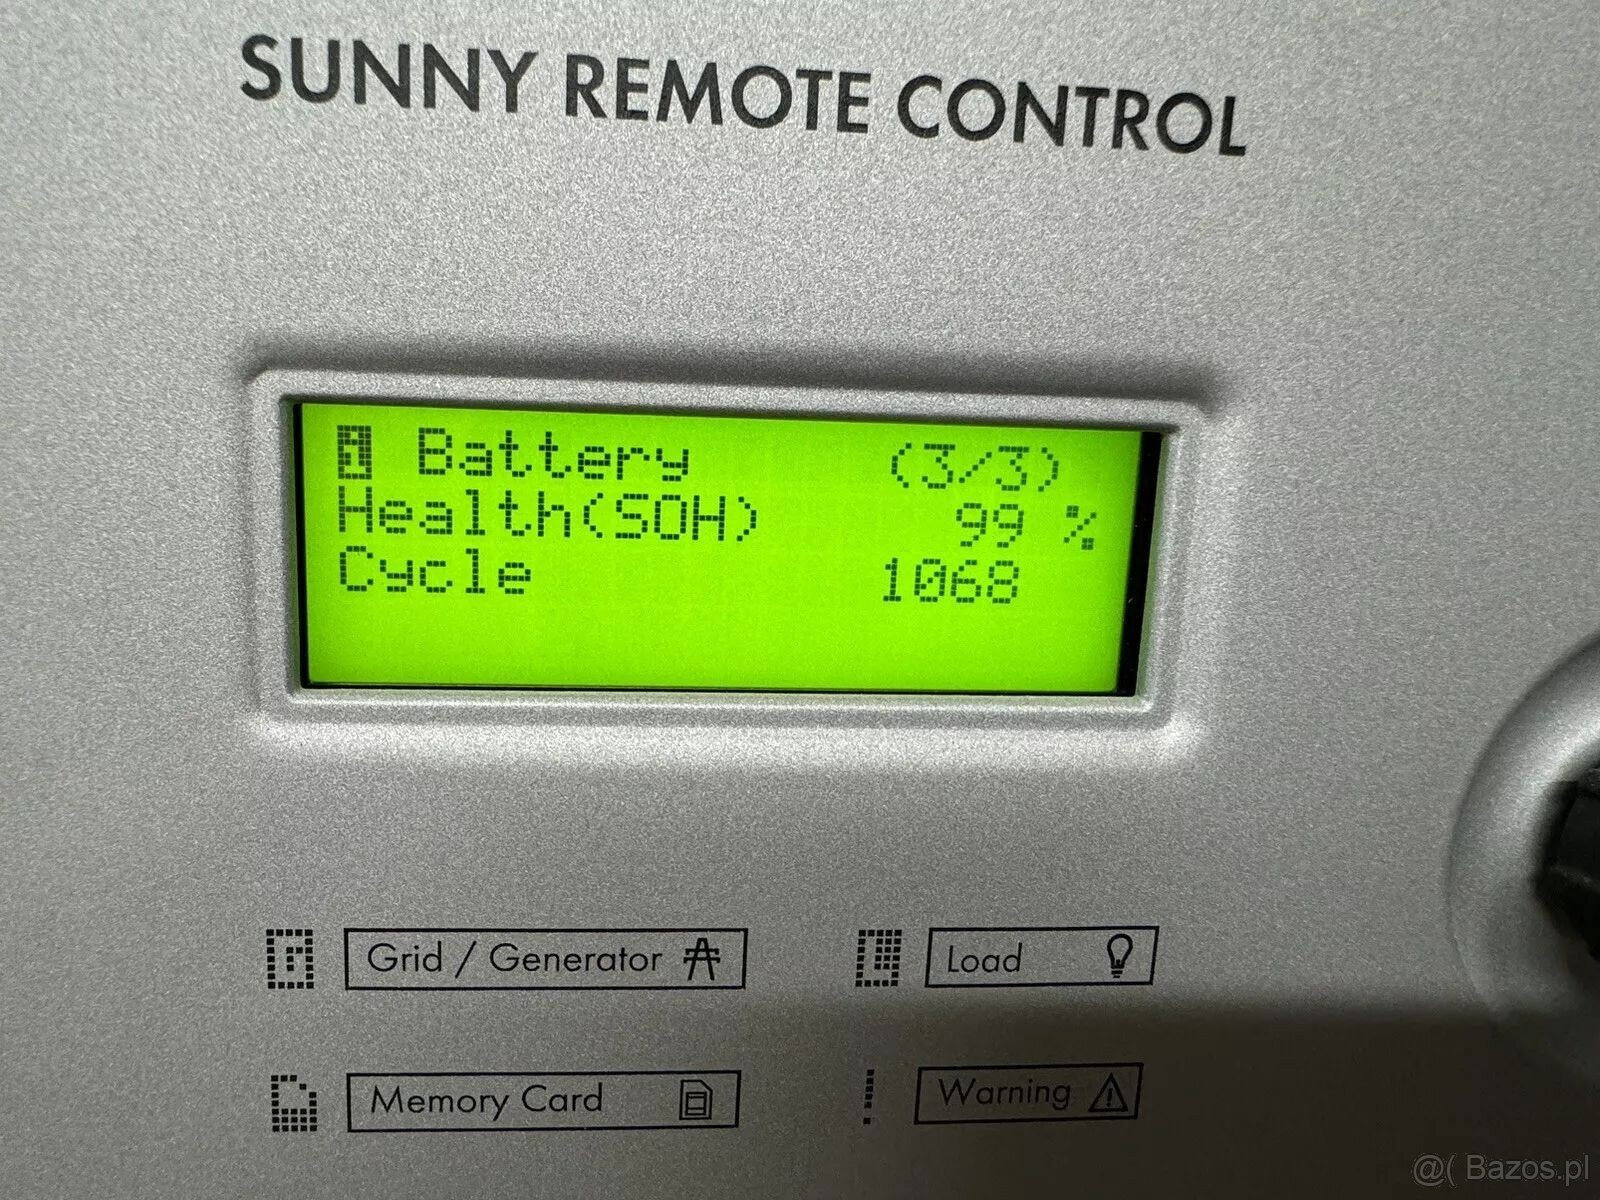 SUNNY REMOTE CONTROL
Battery (3/3)
Health(SOH) 99 %
Cycle 1068
Grid / Generator
Load
Memory Card
! Warning
@( Bazos.pl